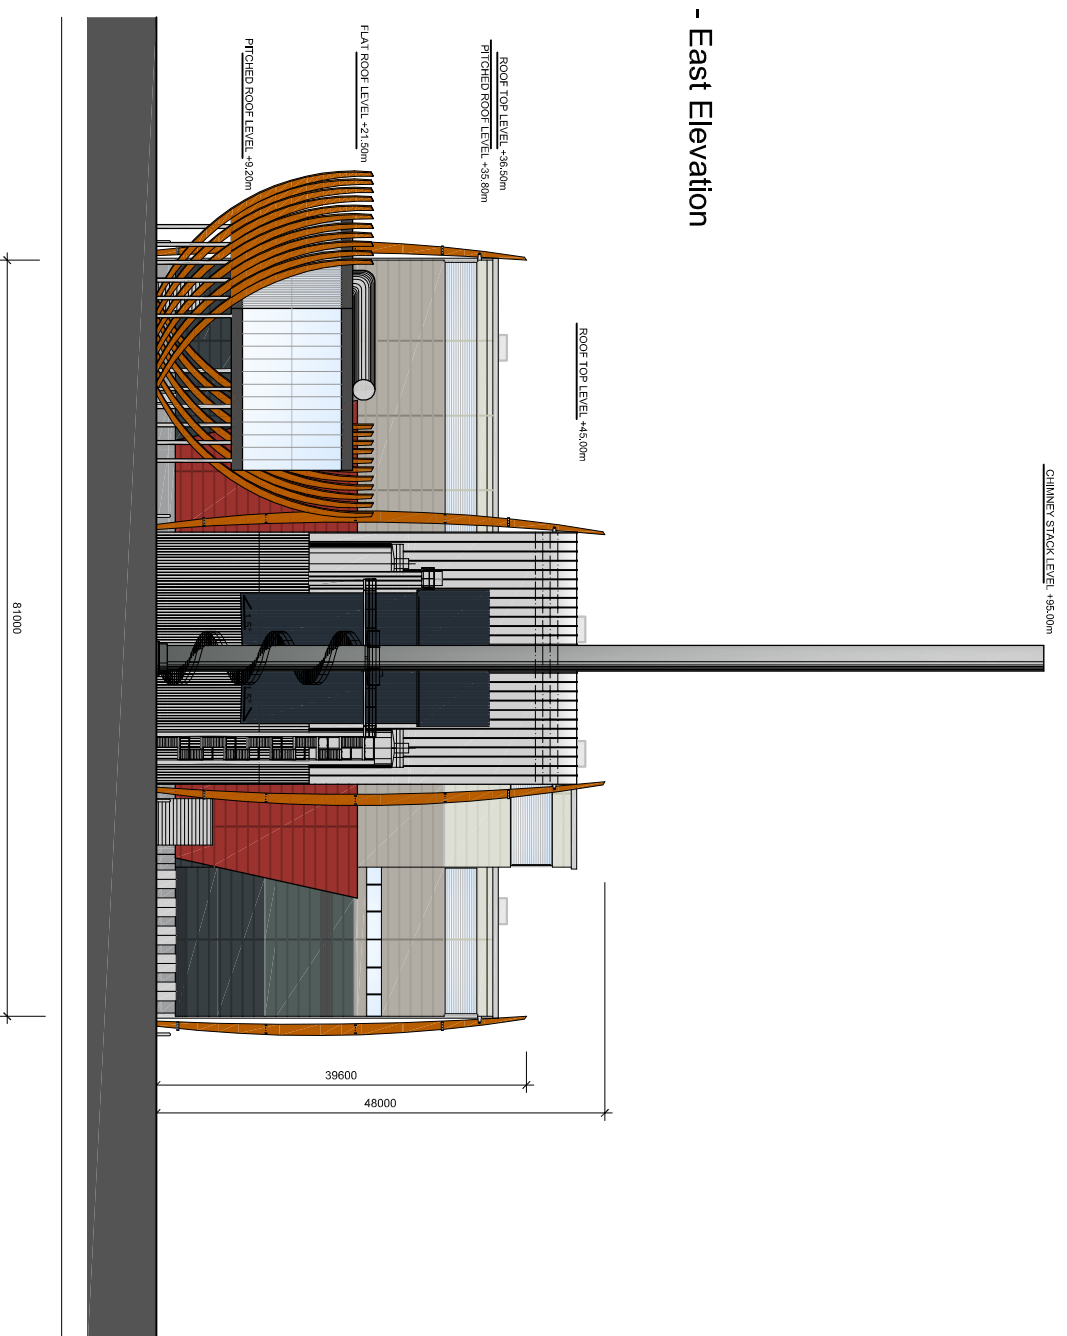 - East Elevation
CHIMNEY STACK LEVEL +95.00m
ROOF TOP LEVEL +45.00m
ROOF TOP LEVEL +36.50m
PITCHED ROOF LEVEL +35.80m
FLAT ROOF LEVEL +21.50m
PITCHED ROOF LEVEL +9.20m
48000
39600
81000